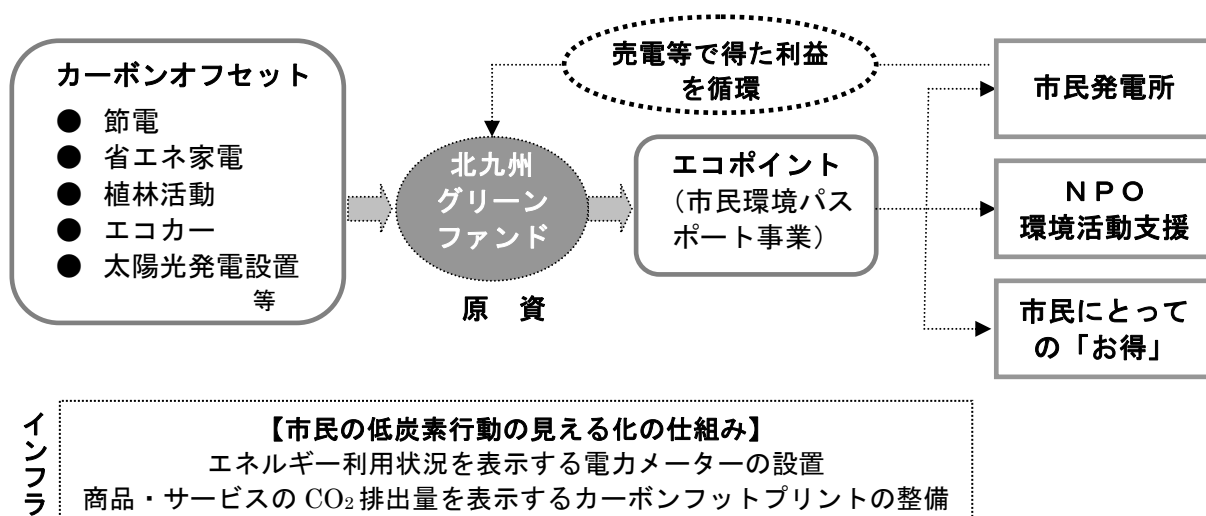 カーボンオフセット
● 節電
● 省エネ家電
● 植林活動
● エコカー
● 太陽光発電設置
等
売電等で得た利益
を循環
北九州
グリーン
ファンド
原 資
エコポイント
(市民環境パス
ポート事業)
市民発電所
NPO
環境活動支援
市民にとって
の「お得」
インフラ
【市民の低炭素行動の見える化の仕組み】
エネルギー利用状況を表示する電力メーターの設置
商品・サービスの CO₂排出量を表示するカーボンフットプリントの整備